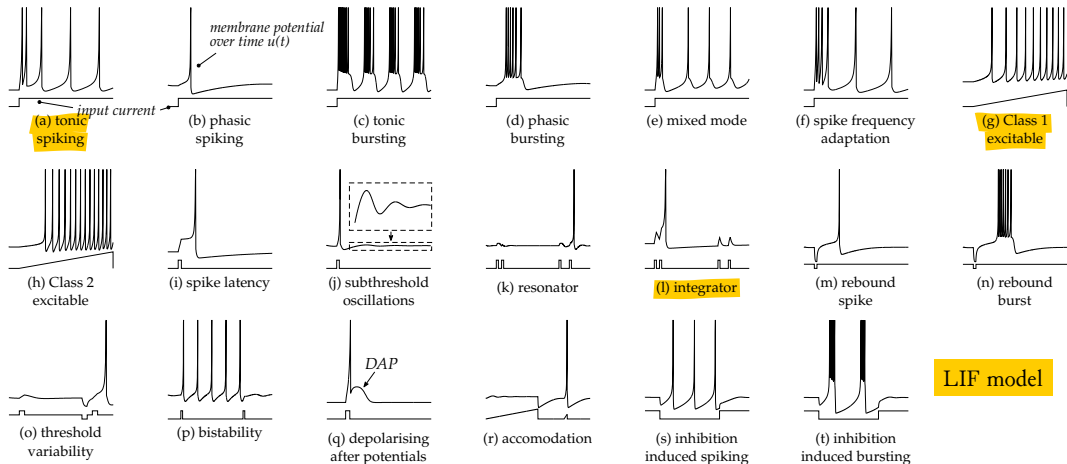 membrane potential
over time u(t)
input current
(a) tonic
spiking
(b) phasic
spiking
(c) tonic
bursting
(d) phasic
bursting
(e) mixed mode
(f) spike frequency
adaptation
(g) Class 1
excitable
(h) Class 2
excitable
(i) spike latency
(j) subthreshold
oscillations
(k) resonator
(l) integrator
(m) rebound
spike
(n) rebound
burst
DAP
LIF model
(o) threshold
variability
(p) bistability
(q) depolarising
after potentials
(r) accomodation
(s) inhibition
induced spiking
(t) inhibition
induced bursting